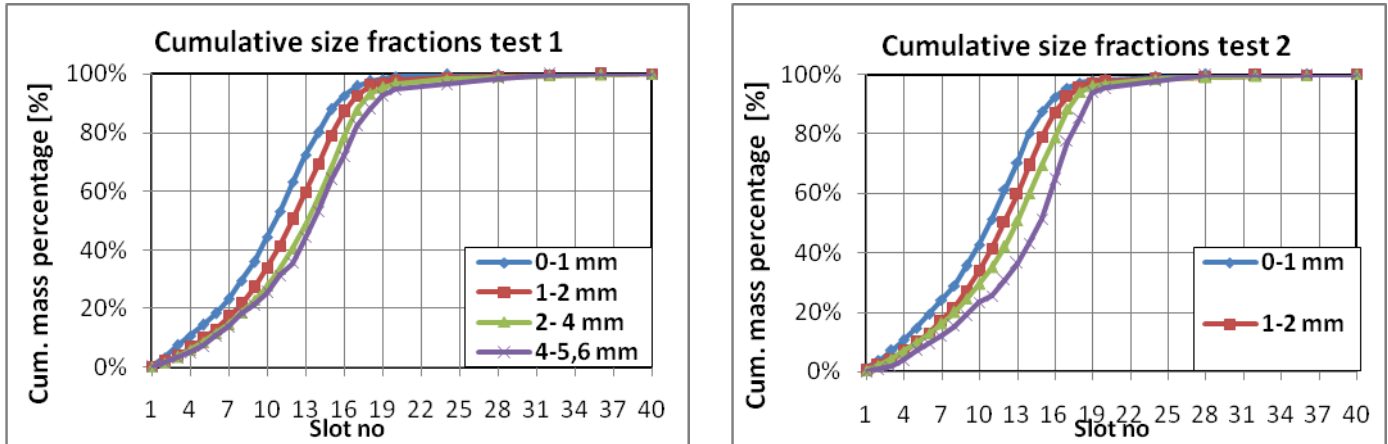 Cumulative size fractions test 1
Cum. mass percentage [%]
100%
80%
60%
40%
20%
0%
0-1 mm
1-2 mm
2- 4 mm
4-5,6 mm
1 4 7 10 13 16 19 22 25 28 31 34 37 40
Slot no
Cumulative size fractions test 2
Cum. mass percentage [%]
100%
80%
60%
40%
20%
0%
0-1 mm
1-2 mm
1 4 7 10 13 16 19 22 25 28 31 34 37 40
Slot no